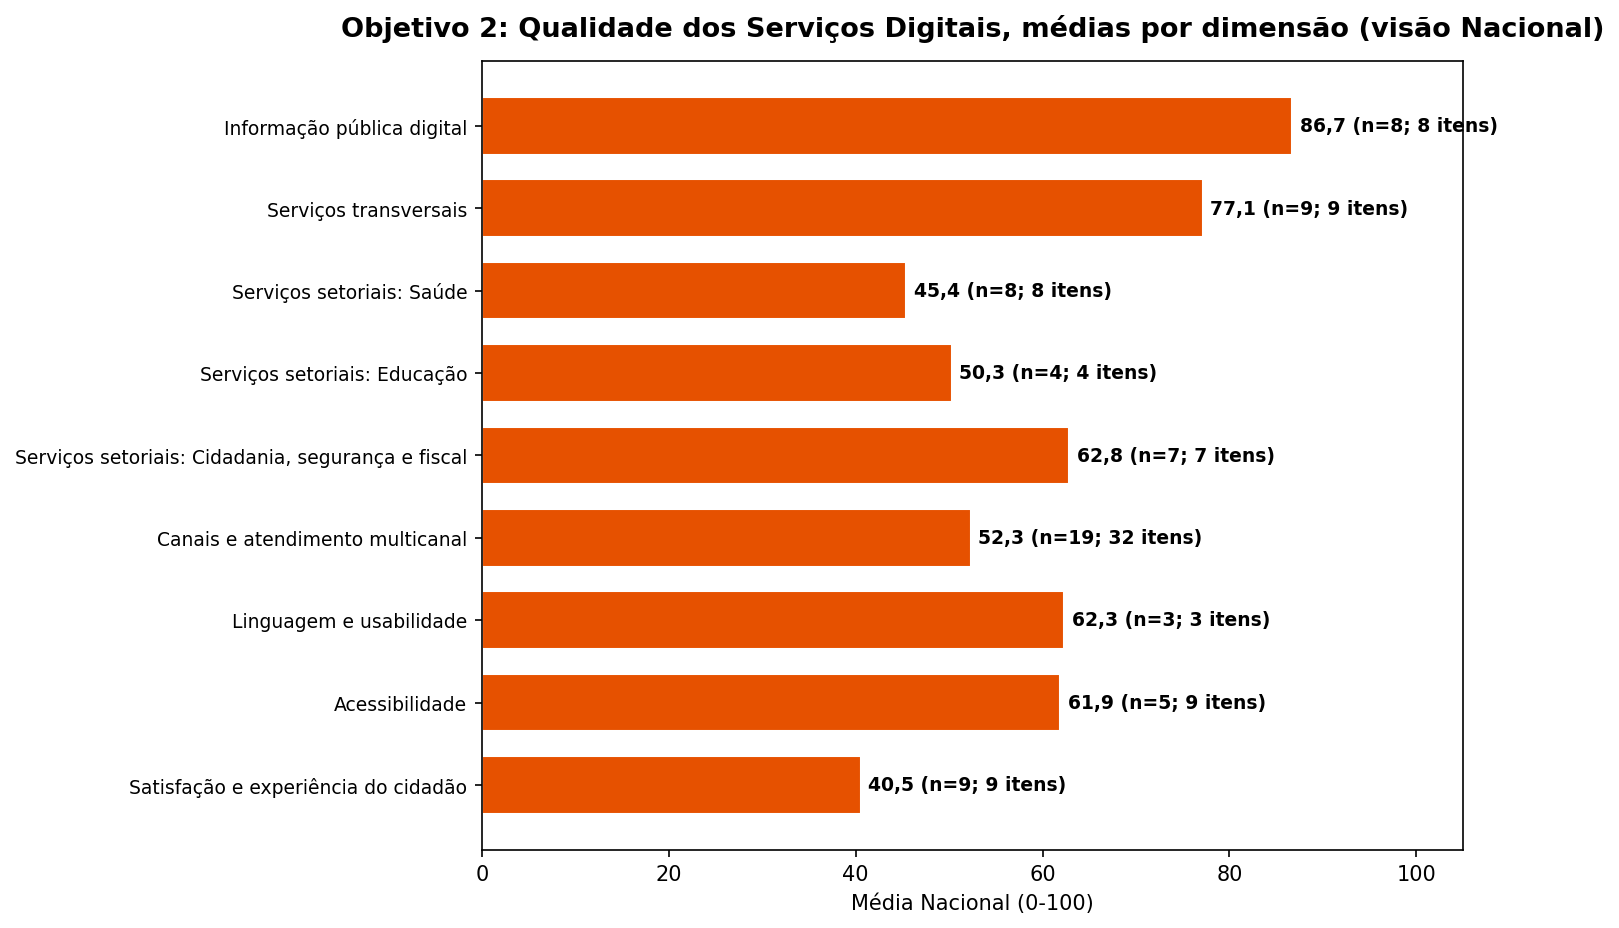 Objetivo 2: Qualidade dos Serviços Digitais, médias por dimensão (visão Nacional)
Informação pública digital 86,7 (n=8; 8 itens)
Serviços transversais 77,1 (n=9; 9 itens)
Serviços setoriais: Saúde 45,4 (n=8; 8 itens)
Serviços setoriais: Educação 50,3 (n=4; 4 itens)
Serviços setoriais: Cidadania, segurança e fiscal 62,8 (n=7; 7 itens)
Canais e atendimento multicanal 52,3 (n=19; 32 itens)
Linguagem e usabilidade 62,3 (n=3; 3 itens)
Acessibilidade 61,9 (n=5; 9 itens)
Satisfação e experiência do cidadão 40,5 (n=9; 9 itens)
0 20 40 60 80 100
Média Nacional (0-100)